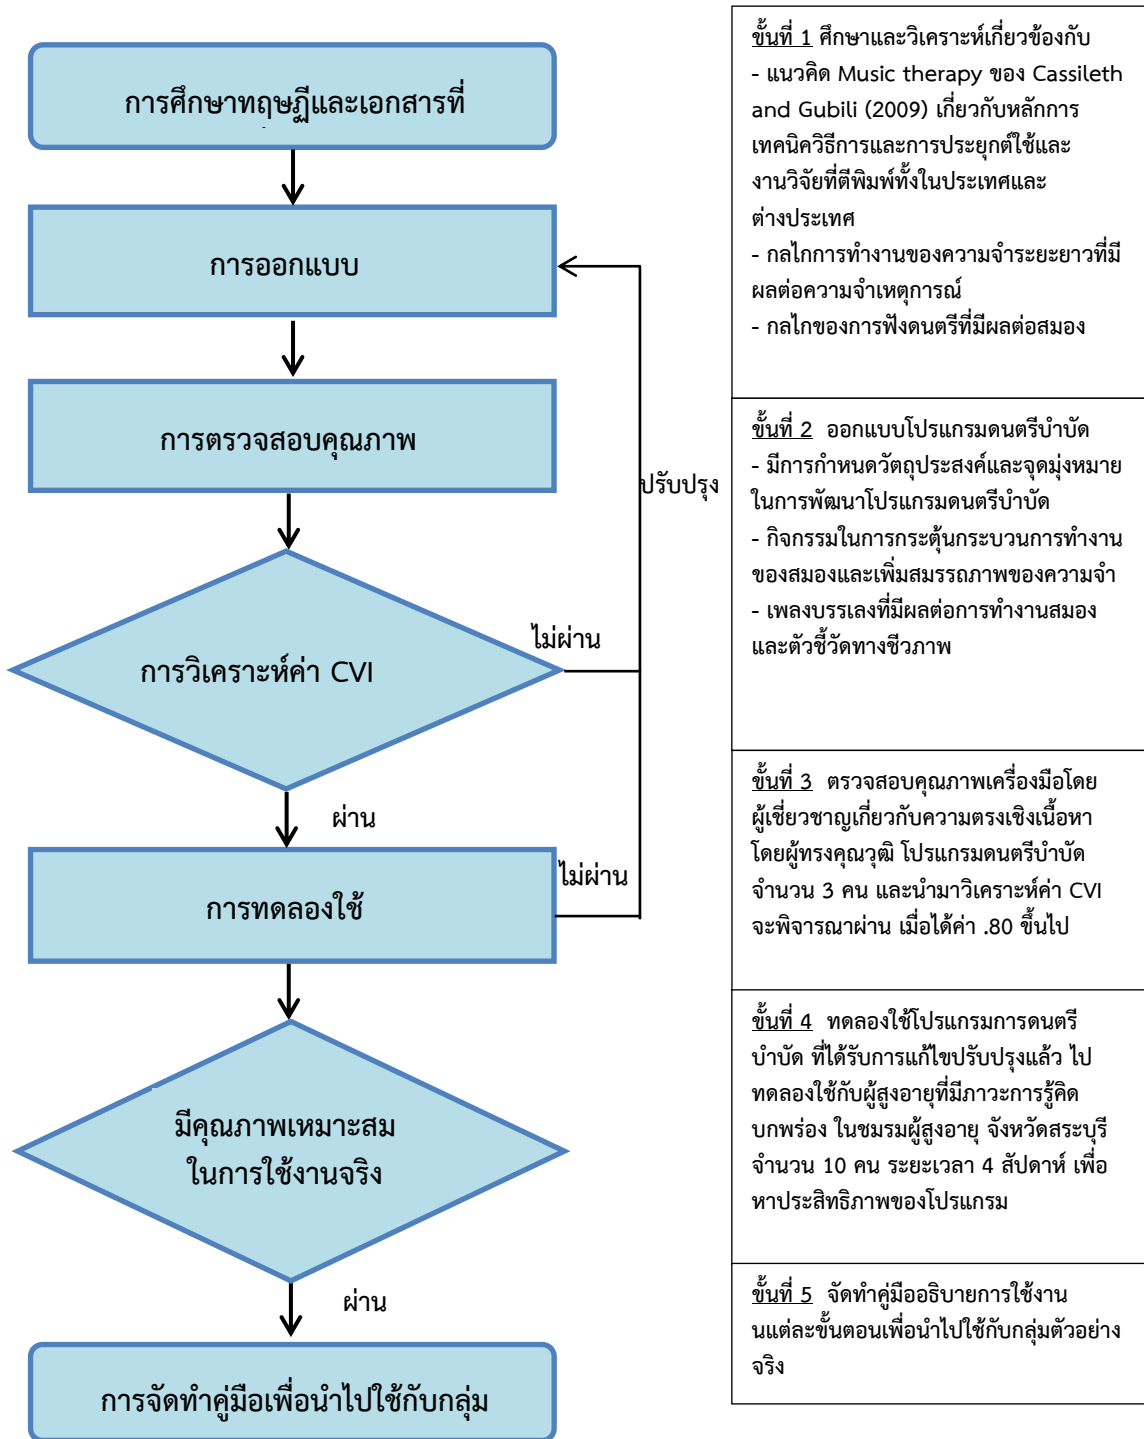 การศึกษาทฤษฏีและเอกสารที่
การออกแบบ
การตรวจสอบคุณภาพ
ปรับปรุง
การวิเคราะห์ค่า CVI
ไม่ผ่าน
ผ่าน
การทดลองใช้
ไม่ผ่าน
มีคุณภาพเหมาะสม
ในการใช้งานจริง
ผ่าน
การจัดทำคู่มือเพื่อนำไปใช้กับกลุ่ม
ขั้นที่ 1 ศึกษาและวิเคราะห์เกี่ยวข้องกับ
- แนวคิด Music therapy ของ Cassileth
and Gubili (2009) เกี่ยวกับหลักการ
เทคนิควิธีการและการประยุกต์ใช้และ
งานวิจัยที่ตีพิมพ์ทั้งในประเทศและ
ต่างประเทศ
- กลไกการทำงานของความจำระยะยาวที่มี
ผลต่อความจำเหตุการณ์
- กลไกของการฟังดนตรีที่มีผลต่อสมอง
ขั้นที่ 2 ออกแบบโปรแกรมดนตรีบำบัด
- มีการกำหนดวัตถุประสงค์และจุดมุ่งหมาย
ในการพัฒนาโปรแกรมดนตรีบำบัด
- กิจกรรมในการกระตุ้นกระบวนการทำงาน
ของสมองและเพิ่มสมรรถภาพของความจำ
- เพลงบรรเลงที่มีผลต่อการทำงานสมอง
และตัวชี้วัดทางชีวภาพ
ขั้นที่ 3 ตรวจสอบคุณภาพเครื่องมือโดย
ผู้เชี่ยวชาญเกี่ยวกับความตรงเชิงเนื้อหา
โดยผู้ทรงคุณวุฒิ โปรแกรมดนตรีบำบัด
จำนวน 3 คน และนำมาวิเคราะห์ค่า CVI
จะพิจารณาผ่าน เมื่อได้ค่า .80 ขึ้นไป
ขั้นที่ 4 ทดลองใช้โปรแกรมการดนตรี
บำบัด ที่ได้รับการแก้ไขปรับปรุงแล้ว ไป
ทดลองใช้กับผู้สูงอายุที่มีภาวะการรู้คิด
บกพร่อง ในชมรมผู้สูงอายุ จังหวัดสระบุรี
จำนวน 10 คน ระยะเวลา 4 สัปดาห์ เพื่อ
หาประสิทธิภาพของโปรแกรม
ขั้นที่ 5 จัดทำคู่มืออธิบายการใช้งาน
นแต่ละขั้นตอนเพื่อนำไปใช้กับกลุ่มตัวอย่าง
จริง